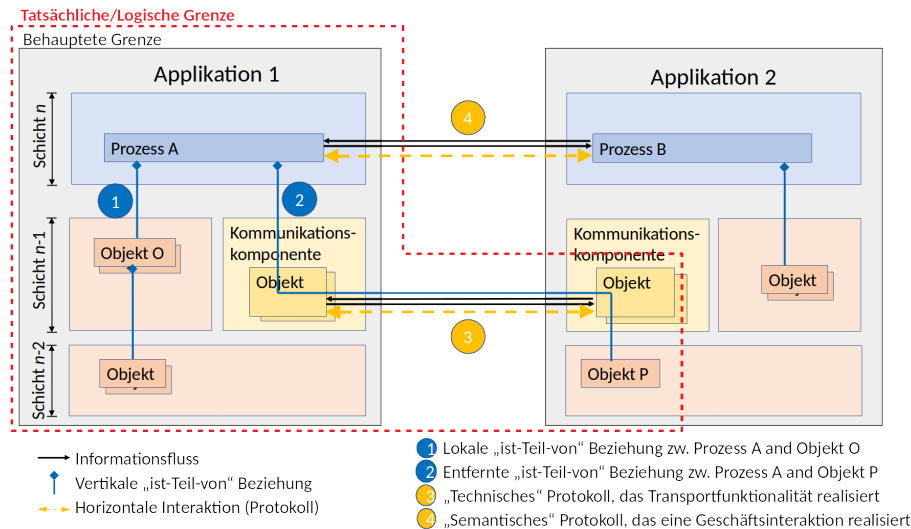 Tatsächliche/Logische Grenze
Behauptete Grenze
Applikation 1
Applikation 2
Schicht n
Prozess A
4
Prozess B
1
2
Schicht n-1
Kommunikations-
komponente
Kommunikations-
komponente
Objekt O
Objekt
Objekt
Objekt
3
Schicht n-2
Objekt
Objekt P
Informationsfluss
Vertikale „ist-Teil-von“ Beziehung
Horizontale Interaktion (Protokoll)
1 Lokale „ist-Teil-von“ Beziehung zw. Prozess A and Objekt O
2 Entfernte „ist-Teil-von“ Beziehung zw. Prozess A and Objekt P
3 „Technisches“ Protokoll, das Transportfunktionalität realisiert
4 „Semantisches“ Protokoll, das eine Geschäftsinteraktion realisiert